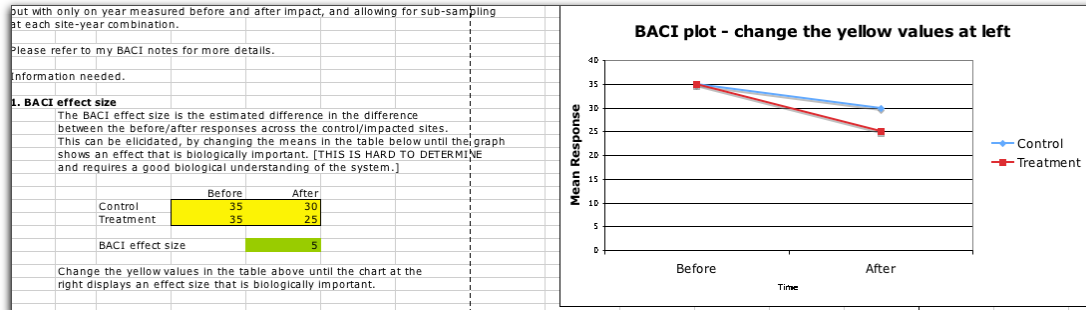 but with only on year measured before and after impact, and allowing for sub-sampling
at each site-year combination.
Please refer to my BACI notes for more details.
Information needed.
1. BACI effect size
The BACI effect size is the estimated difference in the difference
between the before/after responses across the control/impacted sites.
This can be elicidated, by changing the means in the table below until the graph
shows an effect that is biologically important. [THIS IS HARD TO DETERMINE
and requires a good biological understanding of the system.]
Before After
Control 35 30
Treatment 35 25
BACI effect size 5
Change the yellow values in the table above until the chart at the
right displays an effect size that is biologically important.
BACI plot - change the yellow values at left
Mean Response
40
35
30
25
20
15
10
5
0
Before After
Time
Control
Treatment